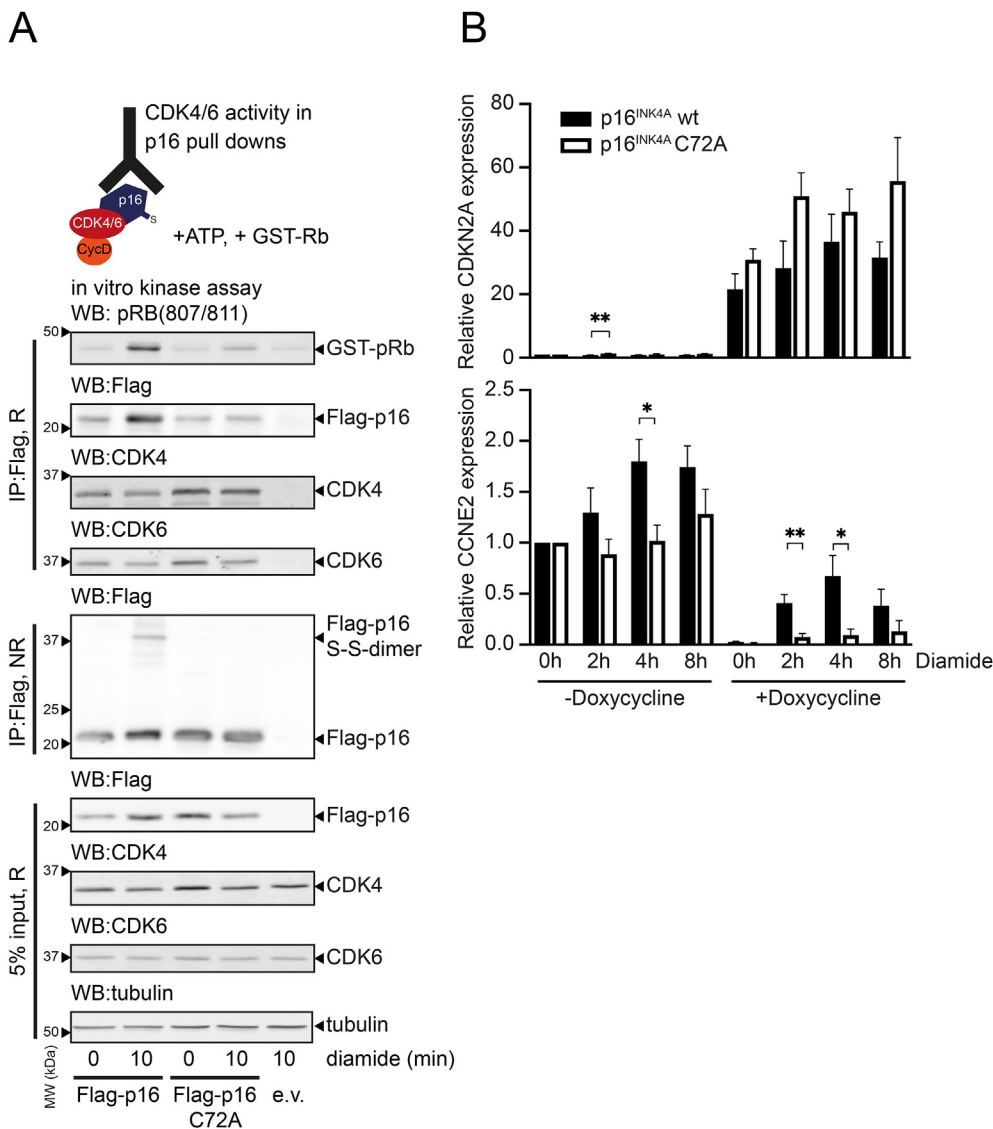 A
CDK4/6 activity in
p16 pull downs
p16
S
CDK4/6
CycD
+ATP, + GST-Rb
in vitro kinase assay
WB: pRB(807/811)
50
GST-pRb
WB:Flag
Flag-p16
20
WB:CDK4
37
CDK4
WB:CDK6
37
CDK6
IP:Flag, R
WB:Flag
Flag-p16
S-S-dimer
37
25
20
Flag-p16
IP:Flag, NR
WB:Flag
Flag-p16
20
WB:CDK4
37
CDK4
WB:CDK6
37
CDK6
WB:tubulin
50
tubulin
5% input, R
MW (kDa)
0 10 0 10 10 diamide (min)
Flag-p16 Flag-p16 e.v.
C72A
B
Relative CDKN2A expression
80
60
40
20
0
p16INK4A wt
p16INK4A C72A
**
Relative CCNE2 expression
2.5
2.0
1.5
1.0
0.5
0.0
*
** *
0h 2h 4h 8h 0h 2h 4h 8h Diamide
-Doxycycline +Doxycycline